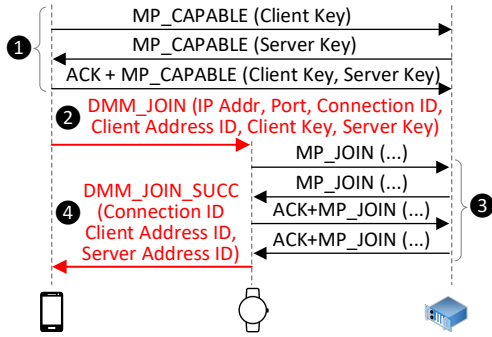 MP_CAPABLE (Client Key)
MP_CAPABLE (Server Key)
1
ACK + MP_CAPABLE (Client Key, Server Key)
2 DMM_JOIN (IP Addr, Port, Connection ID,
Client Address ID, Client Key, Server Key)
MP_JOIN (...)
MP_JOIN (...)
ACK+MP_JOIN (...)
ACK+MP_JOIN (...)
3
4 DMM_JOIN_SUCC
(Connection ID
Client Address ID,
Server Address ID)